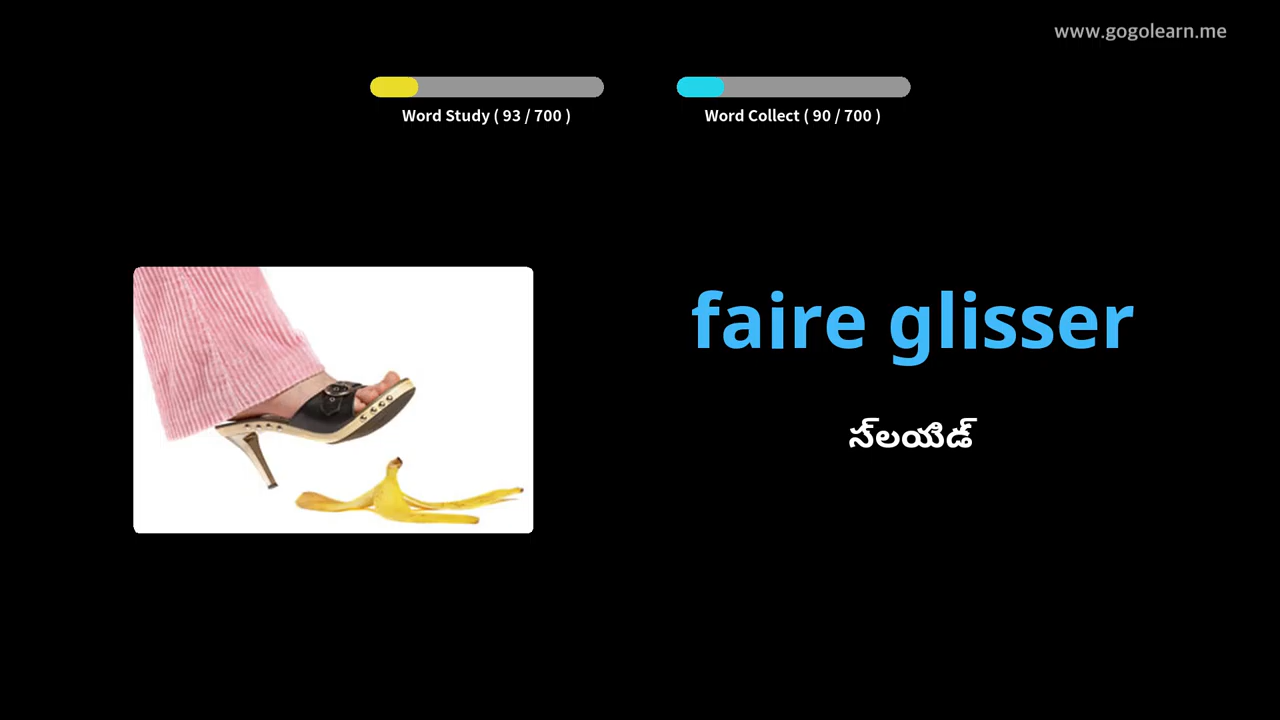 www.gogolearn.me
Word Study ( 93 / 700 )
Word Collect ( 90 / 700 )
faire glisser
స్లయిడ్